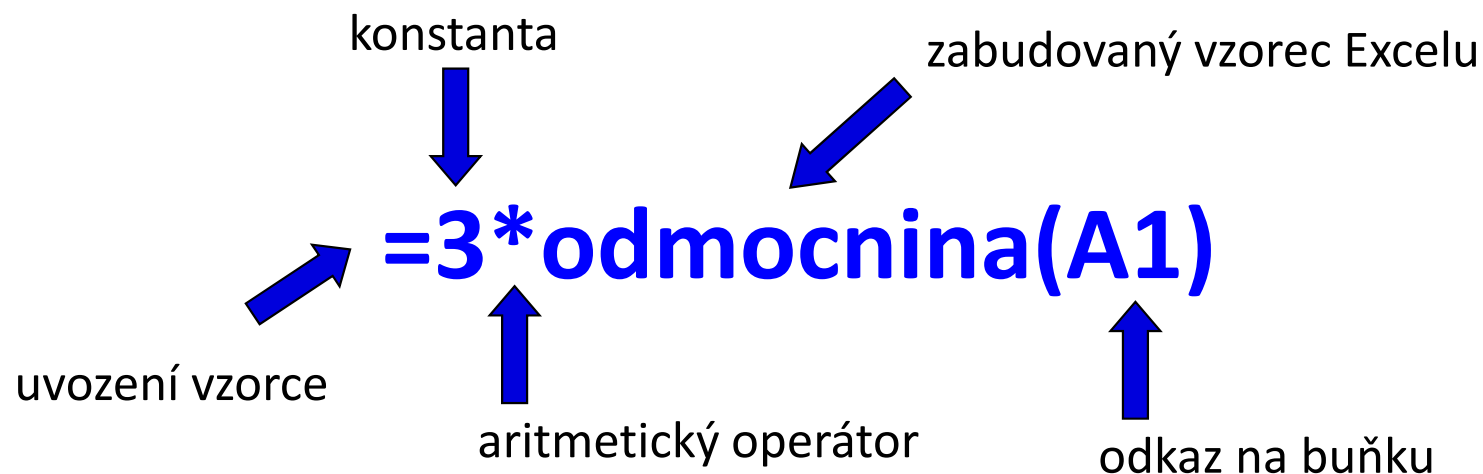 konstanta
zabudovaný vzorec Excelu
=3*odmocnina(A1)
uvození vzorce
aritmetický operátor
odkaz na buňku